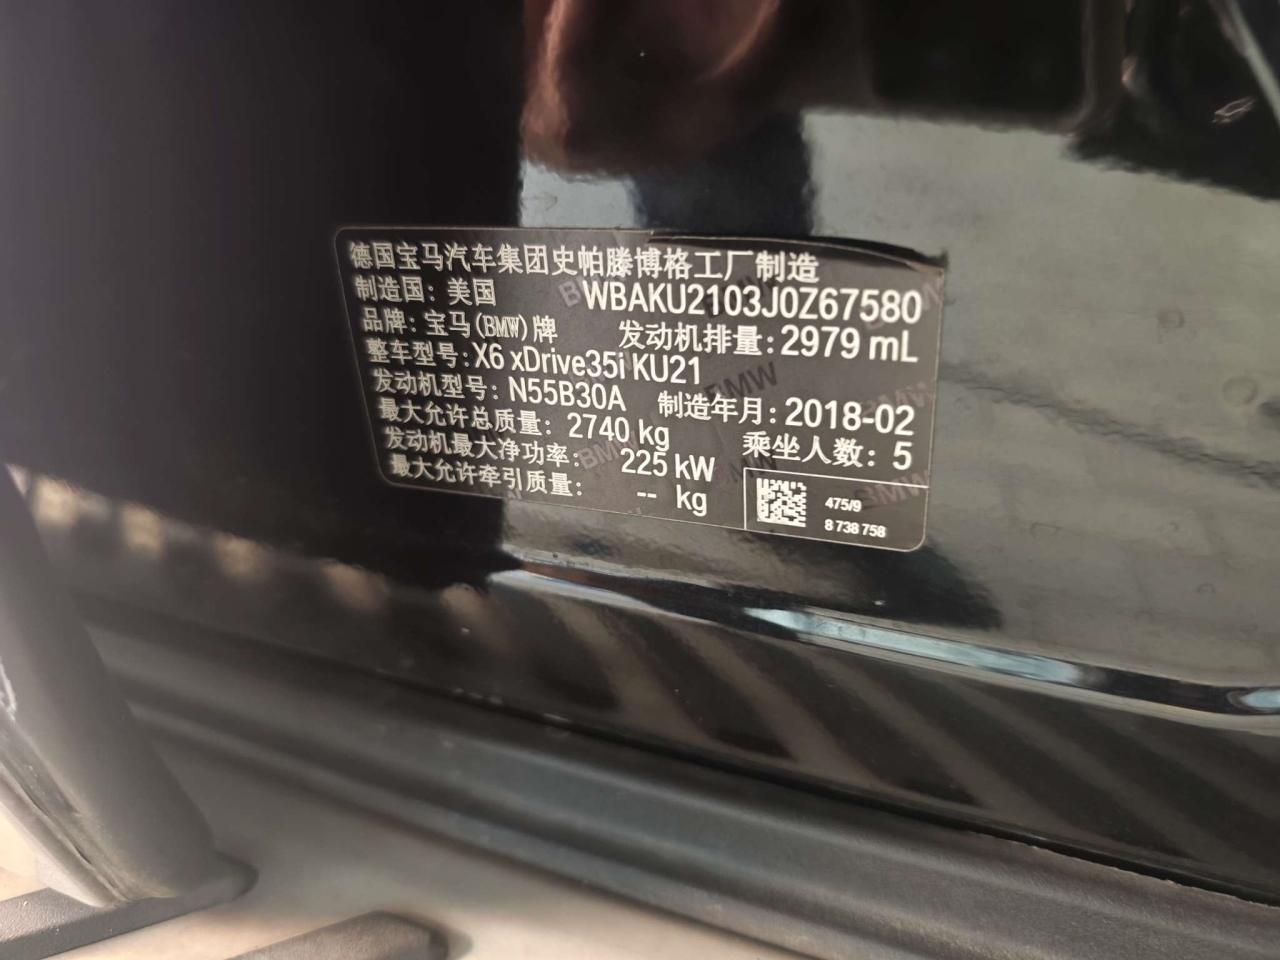 德国宝马汽车集团史帕滕博格工厂制造
制造国: 美国 WBAKU2103J0Z67580
品牌: 宝马(BMW)牌 发动机排量: 2979 mL
整车型号: X6 xDrive35i KU21
发动机型号: N55B30A 制造年月: 2018-02
最大允许总质量: 2740 kg 乘坐人数: 5
发动机最大净功率: 225 kW
最大允许牵引质量: -- kg
475/9
8 738 758